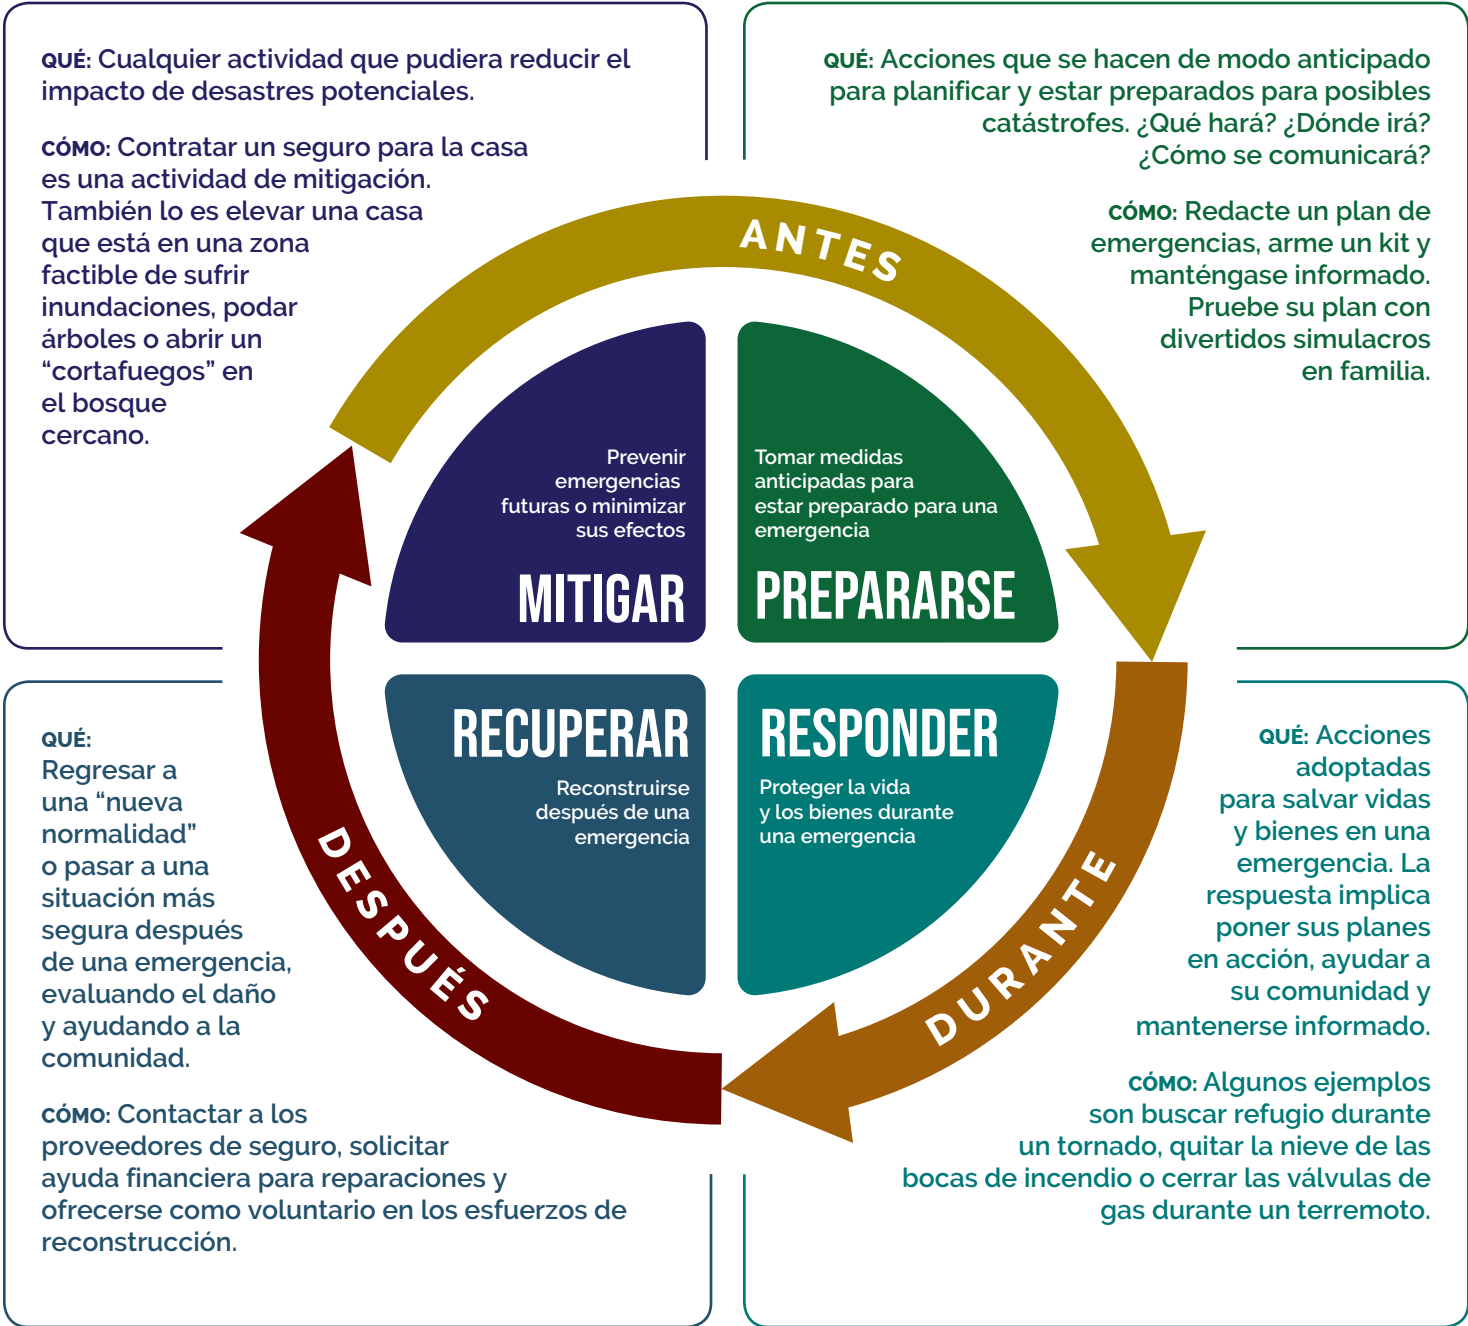 QUÉ: Cualquier actividad que pudiera reducir el
impacto de desastres potenciales.
CÓMO: Contratar un seguro para la casa
es una actividad de mitigación.
También lo es elevar una casa
que está en una zona
factible de sufrir
inundaciones, podar
árboles o abrir un
“cortafuegos” en
el bosque
cercano.
QUÉ: Acciones que se hacen de modo anticipado
para planificar y estar preparados para posibles
catástrofes. ¿Qué hará? ¿Dónde irá?
¿Cómo se comunicará?
CÓMO: Redacte un plan de
emergencias, arme un kit y
manténgase informado.
Pruebe su plan con
divertidos simulacros
en familia.
ANTES
Prevenir
emergencias
futuras o minimizar
sus efectos
MITIGAR
Tomar medidas
anticipadas para
estar preparado para una
emergencia
PREPARARSE
RECUPERAR
Reconstruirse
después de una
emergencia
RESPONDER
Proteger la vida
y los bienes durante
una emergencia
DESPUÉS
DURANTE
QUÉ:
Regresar a
una “nueva
normalidad”
o pasar a una
situación más
segura después
de una emergencia,
evaluando el daño
y ayudando a la
comunidad.
CÓMO: Contactar a los
proveedores de seguro, solicitar
ayuda financiera para reparaciones y
ofrecerse como voluntario en los esfuerzos de
reconstrucción.
QUÉ: Acciones
adoptadas
para salvar vidas
y bienes en una
emergencia. La
respuesta implica
poner sus planes
en acción, ayudar a
su comunidad y
mantenerse informado.
CÓMO: Algunos ejemplos
son buscar refugio durante
un tornado, quitar la nieve de las
bocas de incendio o cerrar las válvulas de
gas durante un terremoto.